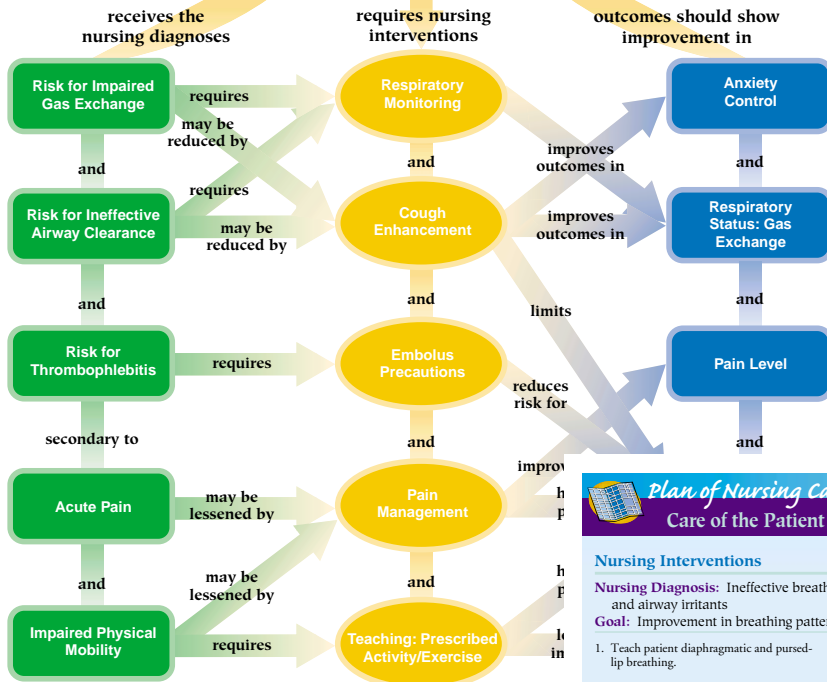 receives the
nursing diagnoses
requires nursing
interventions
outcomes should show
improvement in
Risk for Impaired
Gas Exchange
requires
may be
reduced by
Respiratory
Monitoring
Anxiety
Control
and
and
improves
outcomes in
and
requires
Risk for Ineffective
Airway Clearance
may be
reduced by
Cough
Enhancement
improves
outcomes in
Respiratory
Status: Gas
Exchange
and
and
limits
and
Risk for
Thrombophlebitis
requires
Embolus
Precautions
reduces
risk for
Pain Level
secondary to
and
and
Acute Pain
may be
lessened by
Pain
Management
and
may be
lessened by
and
Impaired Physical
Mobility
requires
Teaching: Prescribed
Activity/Exercise
Plan of Nursing
Care of the Patient
Nursing Interventions
Nursing Diagnosis: Ineffective
and airway irritants
Goal: Improvement in breathing
1. Teach patient diaphragmatic and pursed-
lip breathing.